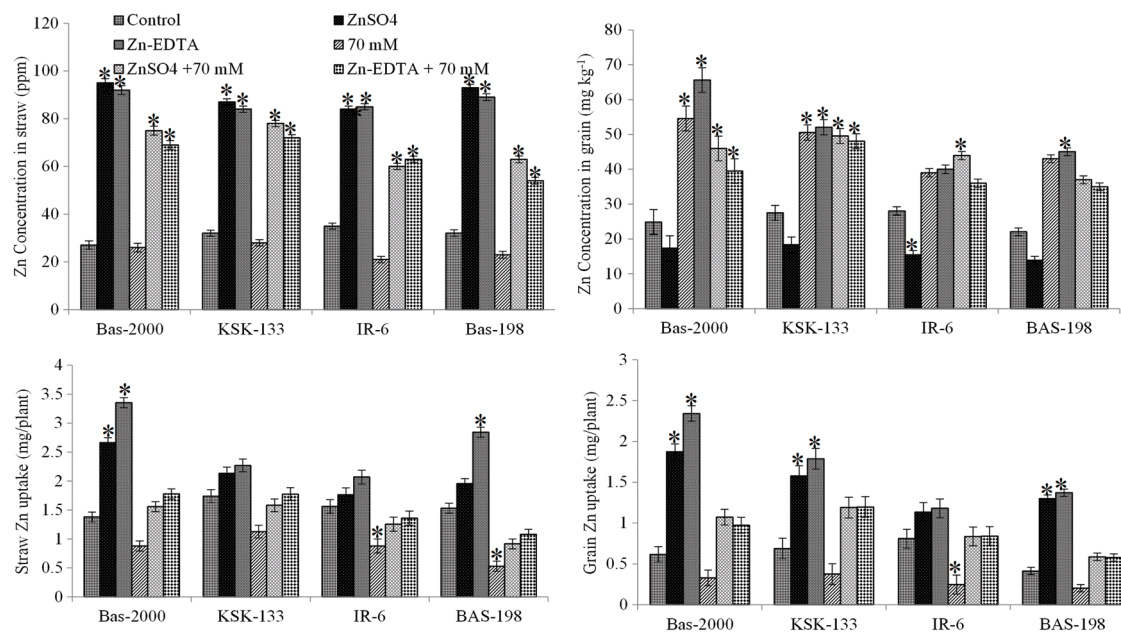 Zn Concentration in straw (ppm)
120
100
80
60
40
20
0
Control
ZnSO4
Zn-EDTA
70 mM
ZnSO4 +70 mM
Zn-EDTA + 70 mM
* * * * * * * * * * * * * * * *
Bas-2000 KSK-133 IR-6 Bas-198
Zn Concentration in grain (mg kg⁻¹)
80
70
60
50
40
30
20
10
0
* * * * * * * * * * *
Bas-2000 KSK-133 IR-6 BAS-198
Straw Zn uptake (mg/plant)
4
3.5
3
2.5
2
1.5
1
0.5
0
* * * * *
Bas-2000 KSK-133 IR-6 BAS-198
Grain Zn uptake (mg/plant)
3
2.5
2
1.5
1
0.5
0
* * * * * * *
Bas-2000 KSK-133 IR-6 BAS-198